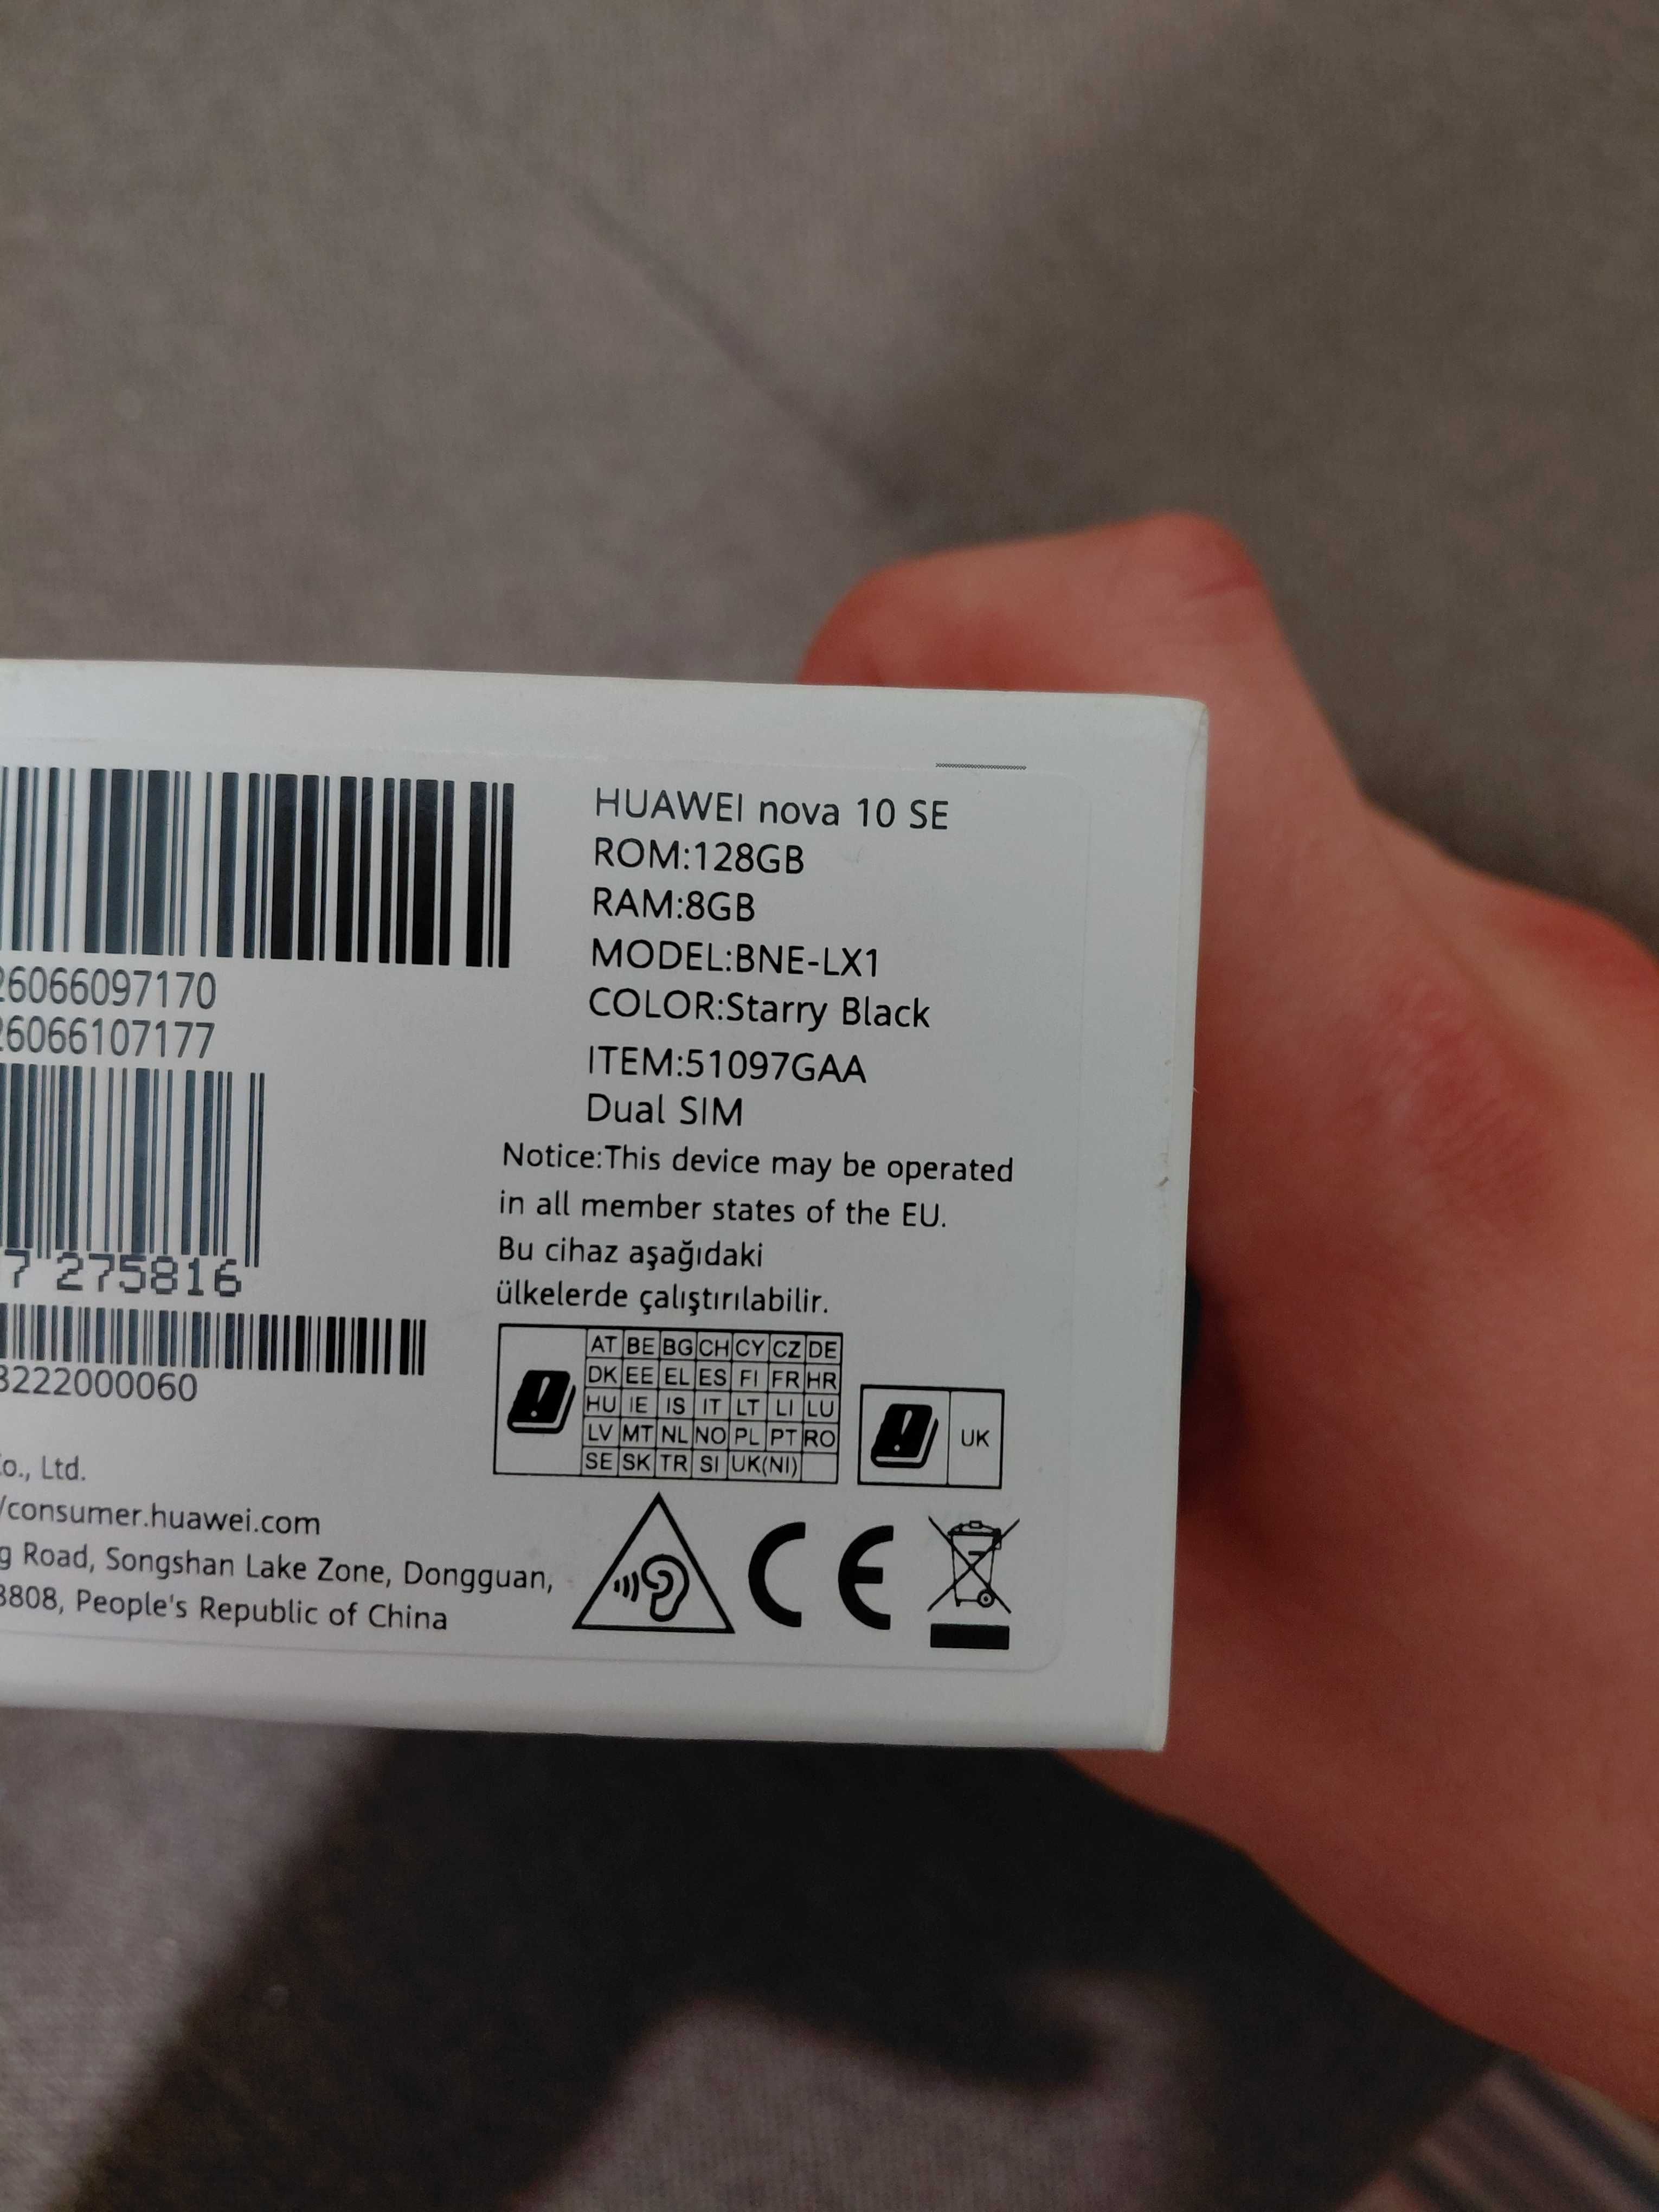 HUAWEI nova 10 SE
ROM:128GB
RAM:8GB
MODEL:BNE-LX1
COLOR:Starry Black
ITEM:51097GAA
Dual SIM
Notice:This device may be operated
in all member states of the EU.
Bu cihaz aşağıdaki
ülkelerde çalıştırılabilir.
AT BE BG CH CY CZ DE
DK EE EL ES FI FR HR
HU IE IS IT LT LI LU
LV MT NL NO PL PT RO
SE SK TR SI UK(NI)
UK
CE
26066097170
26066107177
7 275816
3222000060
Co., Ltd.
/consumer.huawei.com
g Road, Songshan Lake Zone, Dongguan,
3808, People's Republic of China